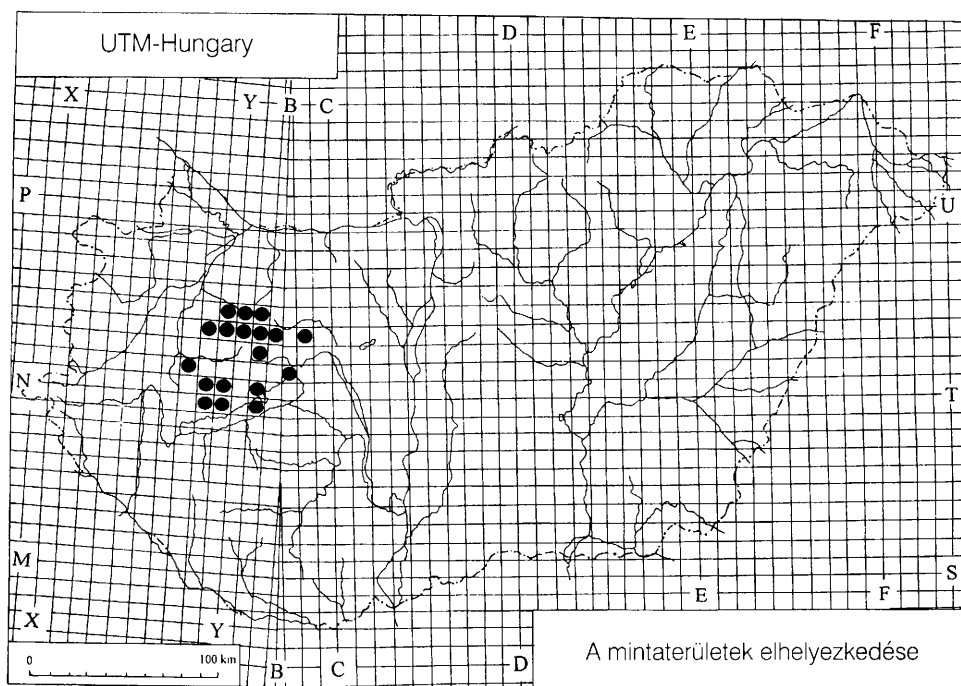 UTM-Hungary
D E F
X Y B C
P
U
N
T
M
S
X
E F
Y
0 100 km
A mintaterületek elhelyezkedése
B C D